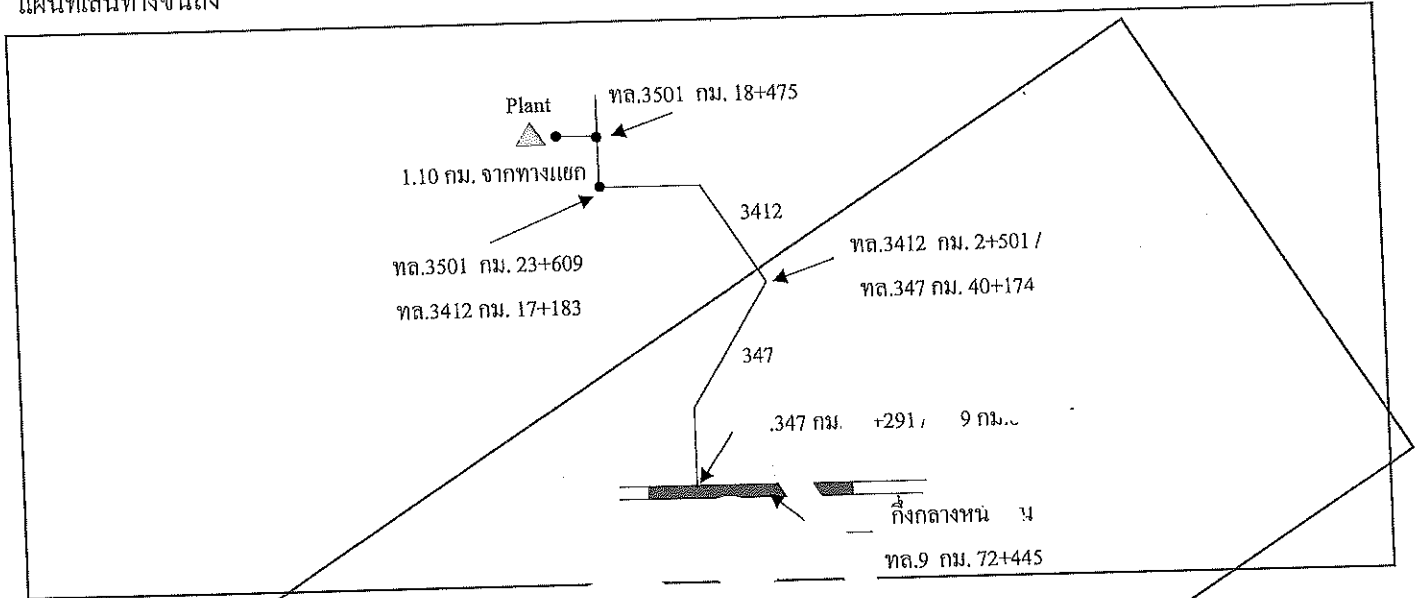 แผนที่เส้นทางขนส่ง
Plant
ทล.3501 กม. 18+475
1.10 กม. จากทางแยก
3412
ทล.3501 กม. 23+609
ทล.3412 กม. 17+183
ทล.3412 กม. 2+501 /
ทล.347 กม. 40+174
347
.347 กม. +291 / 9 กม.
กึ่งกลางหน
ทล.9 กม. 72+445